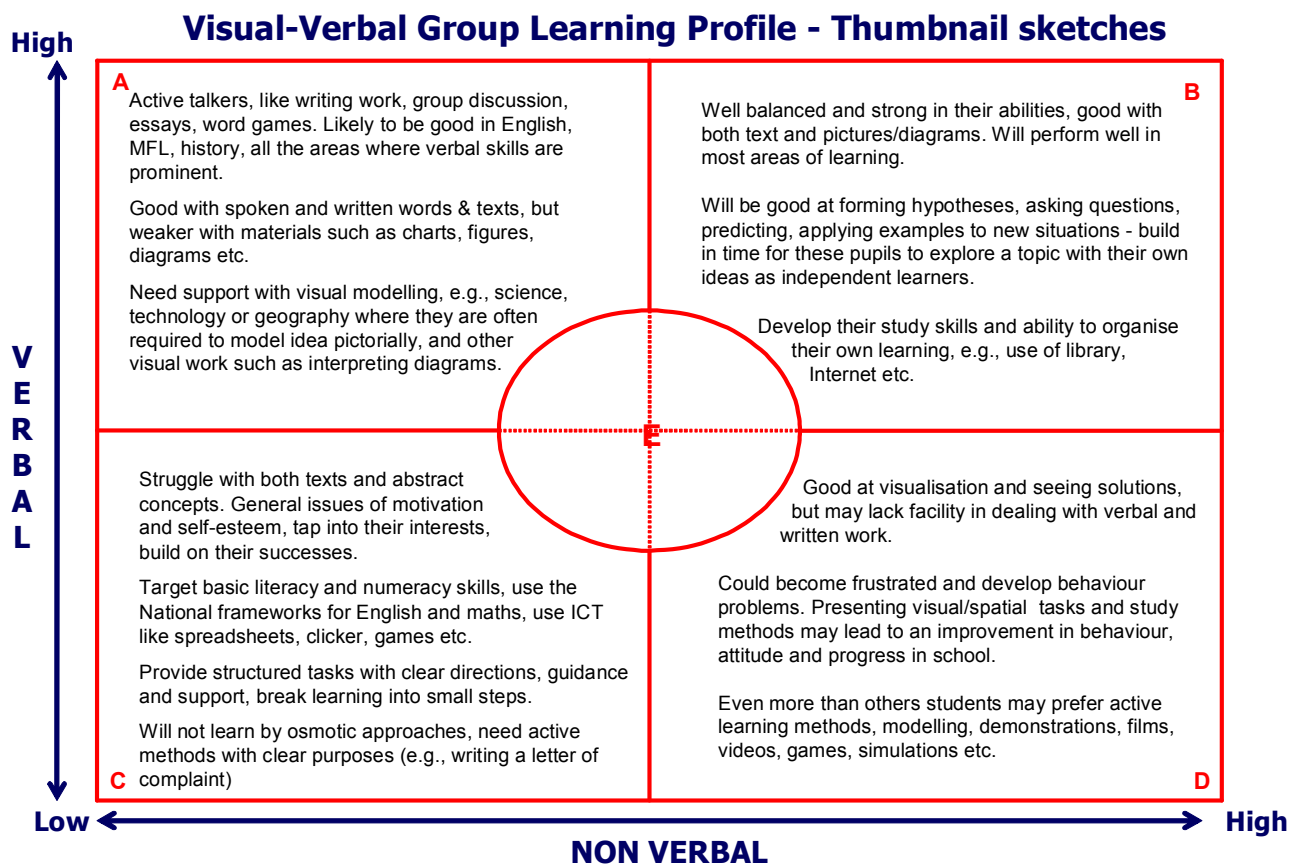 Visual-Verbal Group Learning Profile - Thumbnail sketches
High
A
Active talkers, like writing work, group discussion,
essays, word games. Likely to be good in English,
MFL, history, all the areas where verbal skills are
prominent.
Good with spoken and written words & texts, but
weaker with materials such as charts, figures,
diagrams etc.
Need support with visual modelling, e.g., science,
technology or geography where they are often
required to model idea pictorially, and other
visual work such as interpreting diagrams.
B
Well balanced and strong in their abilities, good with
both text and pictures/diagrams. Will perform well in
most areas of learning.
Will be good at forming hypotheses, asking questions,
predicting, applying examples to new situations - build
in time for these pupils to explore a topic with their own
ideas as independent learners.
Develop their study skills and ability to organise
their own learning, e.g., use of library,
Internet etc.
VERBAL
E
Struggle with both texts and abstract
concepts. General issues of motivation
and self-esteem, tap into their interests,
build on their successes.
Target basic literacy and numeracy skills, use the
National frameworks for English and maths, use ICT
like spreadsheets, clicker, games etc.
Provide structured tasks with clear directions, guidance
and support, break learning into small steps.
Will not learn by osmotic approaches, need active
methods with clear purposes (e.g., writing a letter of
complaint)
C
Good at visualisation and seeing solutions,
but may lack facility in dealing with verbal and
written work.
Could become frustrated and develop behaviour
problems. Presenting visual/spatial tasks and study
methods may lead to an improvement in behaviour,
attitude and progress in school.
Even more than others students may prefer active
learning methods, modelling, demonstrations, films,
videos, games, simulations etc.
D
Low
High
NON VERBAL